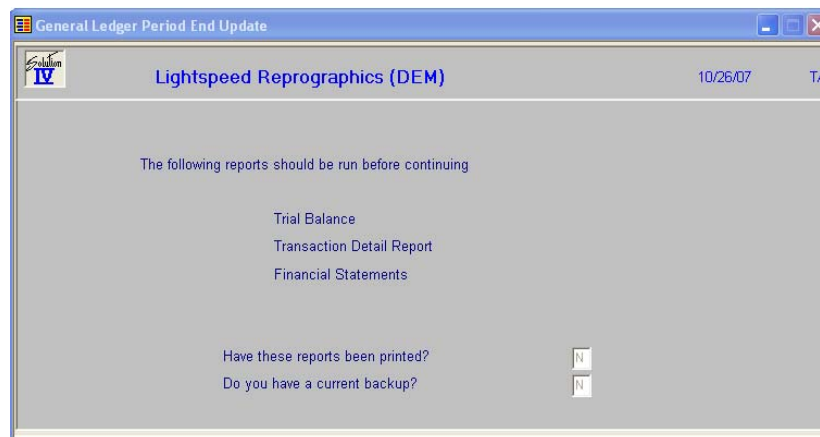 General Ledger Period End Update
Solution
IV
Lightspeed Reprographics (DEM) 10/26/07
The following reports should be run before continuing
Trial Balance
Transaction Detail Report
Financial Statements
Have these reports been printed? N
Do you have a current backup? N